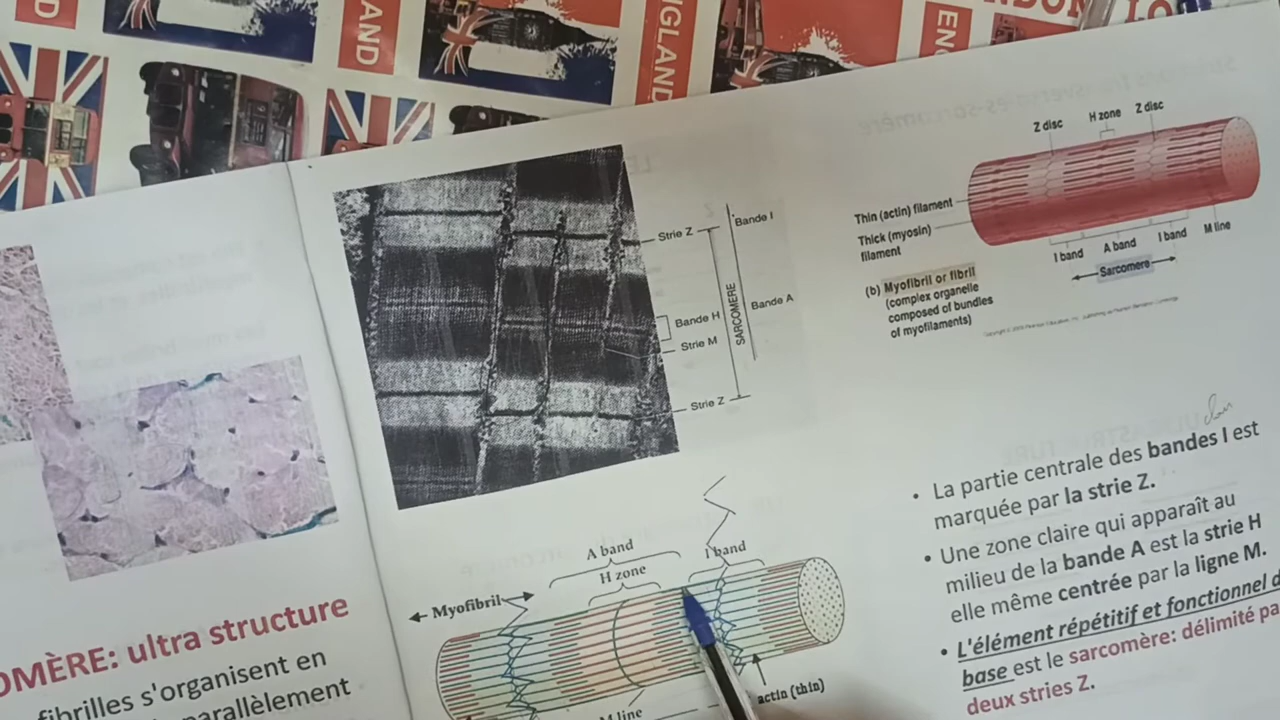 ENGLAND
Strie Z
Bande I
SARCOMERE
Bande A
Bande H
Strie M
Strie Z
Z disc
H zone
Z disc
Thin (actin) filament
Thick (myosin)
filament
I band
A band
I band
M line
Sarcomere
(b) Myofibril or fibril
(complex organelle
composed of bundles
of myofilaments)
A band
I band
H zone
Myofibril
actin (thin)
M line
OMÈRE: ultra structure
fibrilles s'organisent en
parallèlement
clair
• La partie centrale des bandes I est
marquée par la strie Z.
• Une zone claire qui apparaît au
milieu de la bande A est la strie H
elle même centrée par la ligne M.
• L'élément répétitif et fonctionnel d
base est le sarcomère: délimité pa
deux stries Z.